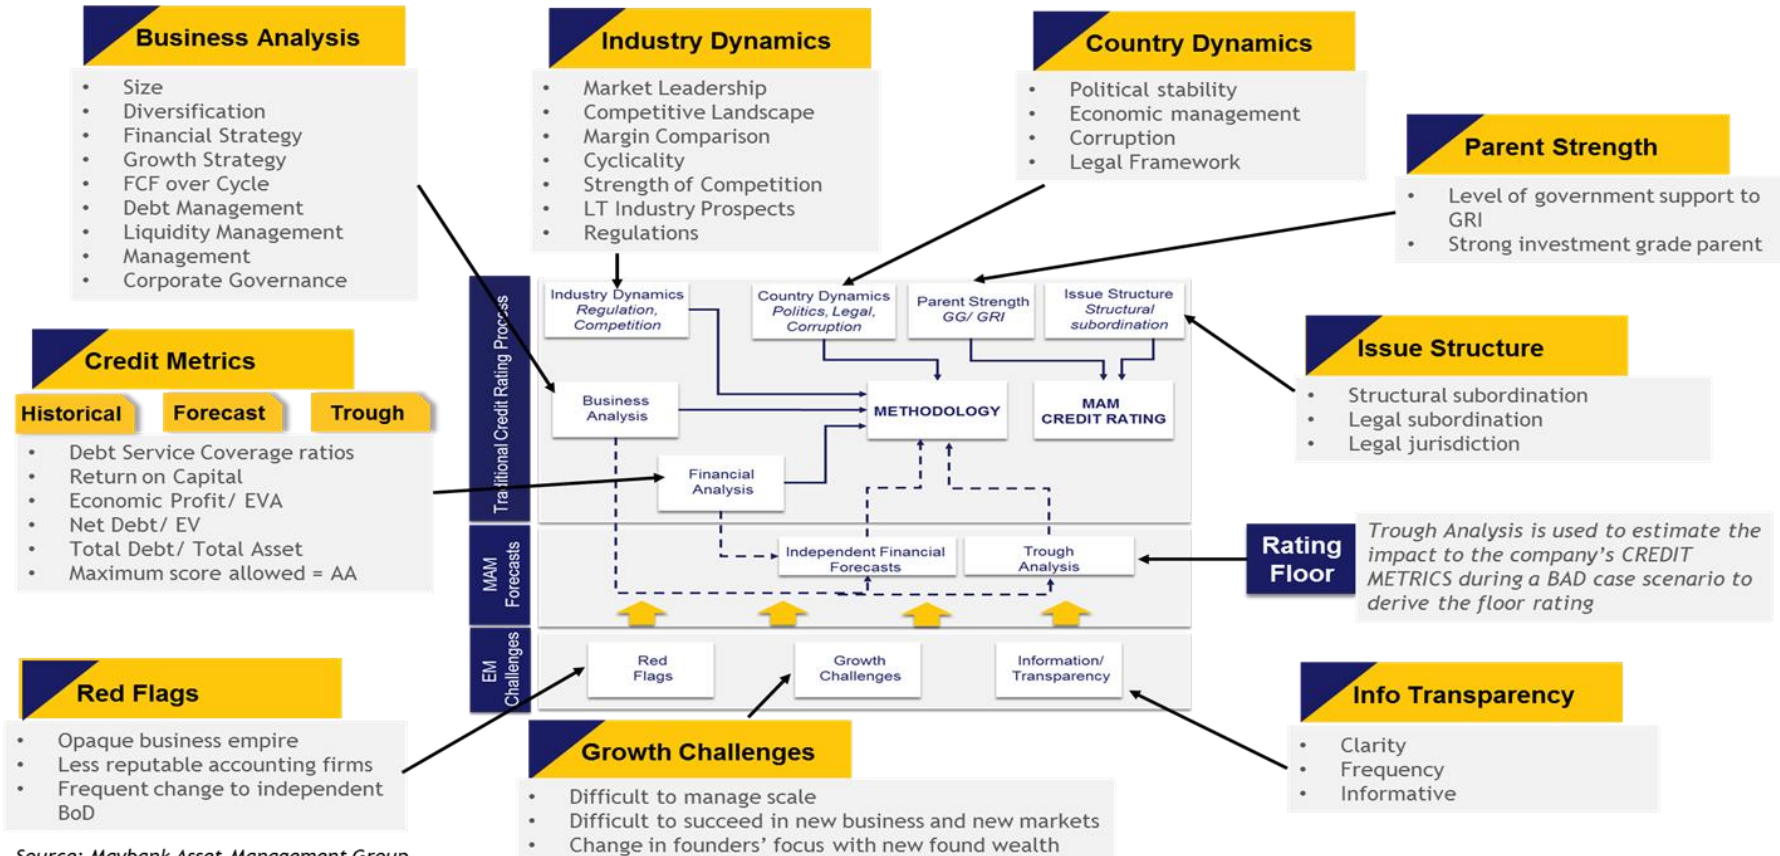 Business Analysis
• Size
• Diversification
• Financial Strategy
• Growth Strategy
• FCF over Cycle
• Debt Management
• Liquidity Management
• Management
• Corporate Governance
Industry Dynamics
• Market Leadership
• Competitive Landscape
• Margin Comparison
• Cyclicality
• Strength of Competition
• LT Industry Prospects
• Regulations
Country Dynamics
• Political stability
• Economic management
• Corruption
• Legal Framework
Parent Strength
• Level of government support to
GRI
• Strong investment grade parent
Credit Metrics
Historical
Forecast
Trough
• Debt Service Coverage ratios
• Return on Capital
• Economic Profit/ EVA
• Net Debt/ EV
• Total Debt/ Total Asset
• Maximum score allowed = AA
Traditional Credit Rating Process
Industry Dynamics
Regulation,
Competition
Country Dynamics
Politics, Legal,
Corruption
Parent Strength
GG/ GRI
Issue Structure
Structural
subordination
Business
Analysis
METHODOLOGY
MAM
CREDIT RATING
Financial
Analysis
Issue Structure
• Structural subordination
• Legal subordination
• Legal jurisdiction
MAM
Forecasts
Independent Financial
Forecasts
Trough
Analysis
Rating
Floor
Trough Analysis is used to estimate the
impact to the company's CREDIT
METRICS during a BAD case scenario to
derive the floor rating
EM
Challenges
Red
Flags
Growth
Challenges
Information/
Transparency
Red Flags
• Opaque business empire
• Less reputable accounting firms
• Frequent change to independent
BoD
Growth Challenges
• Difficult to manage scale
• Difficult to succeed in new business and new markets
• Change in founders' focus with new found wealth
Info Transparency
• Clarity
• Frequency
• Informative
Source: Maybank Asset Management Group